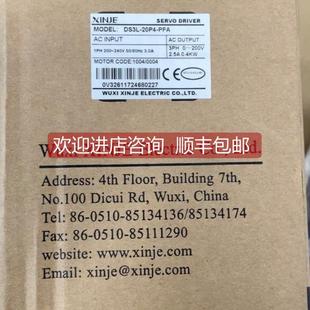 XINJE SERVO DRIVER
MODEL DS3L-20P4-PFA
AC INPUT AC OUTPUT
1PH 200~240V 50/60Hz 3.0A 3PH 0~200V
2.5A 0.4KW
MOTOR CODE:1004/0004
0V32611724680227
WUXI XINJE ELECTRIC CO.,LTD.
欢迎进店咨询 顺丰包邮
Address: 4th Floor, Building 7th,
No.100 Dicui Rd, Wuxi, China
Tel: 86-0510-85134136/85134174
Fax: 86-0510-85111290
website: www.xinje.com
Email: xinje@xinje.com